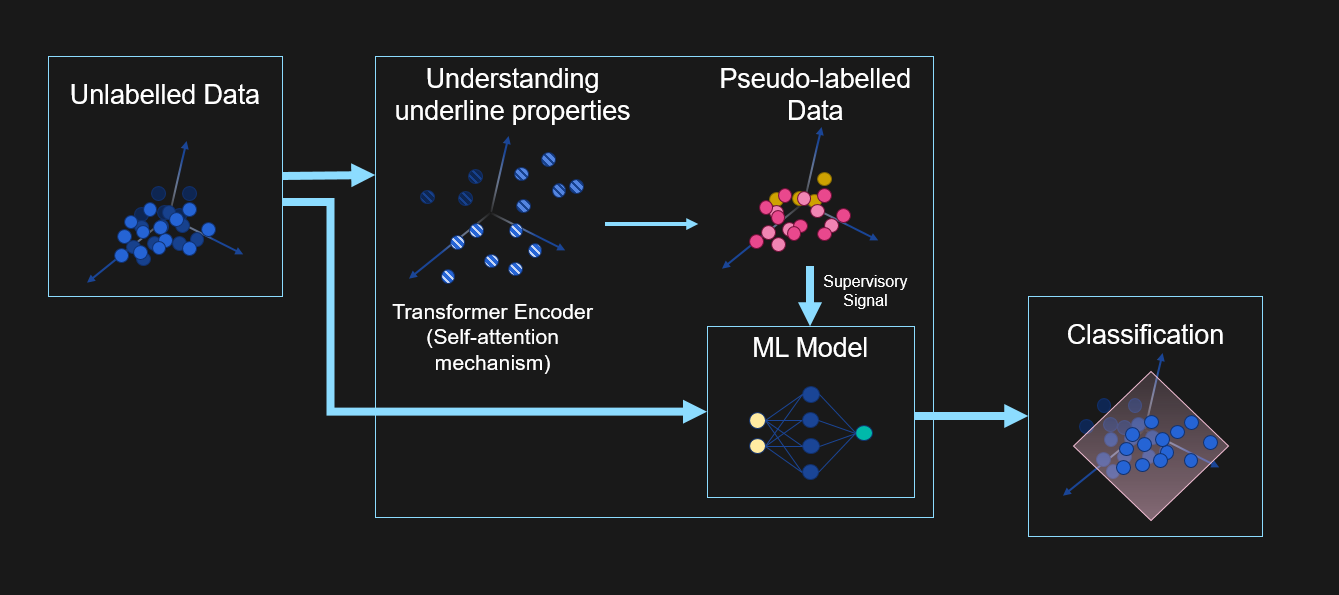 Unlabelled Data
Understanding
underline properties
Pseudo-labelled
Data
Transformer Encoder
(Self-attention
mechanism)
Supervisory
Signal
ML Model
Classification